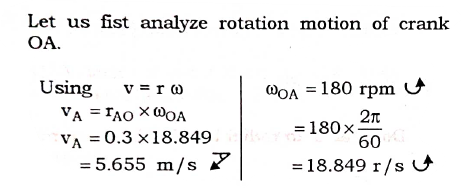 Let us fist analyze rotation motion of crank
OA.
Using v = r ω
v_A = r_AO × ω_OA
v_A = 0.3 × 18.849
= 5.655 m/s
ω_OA = 180 rpm ↺
= 180 × 2π/60
= 18.849 r/s ↺